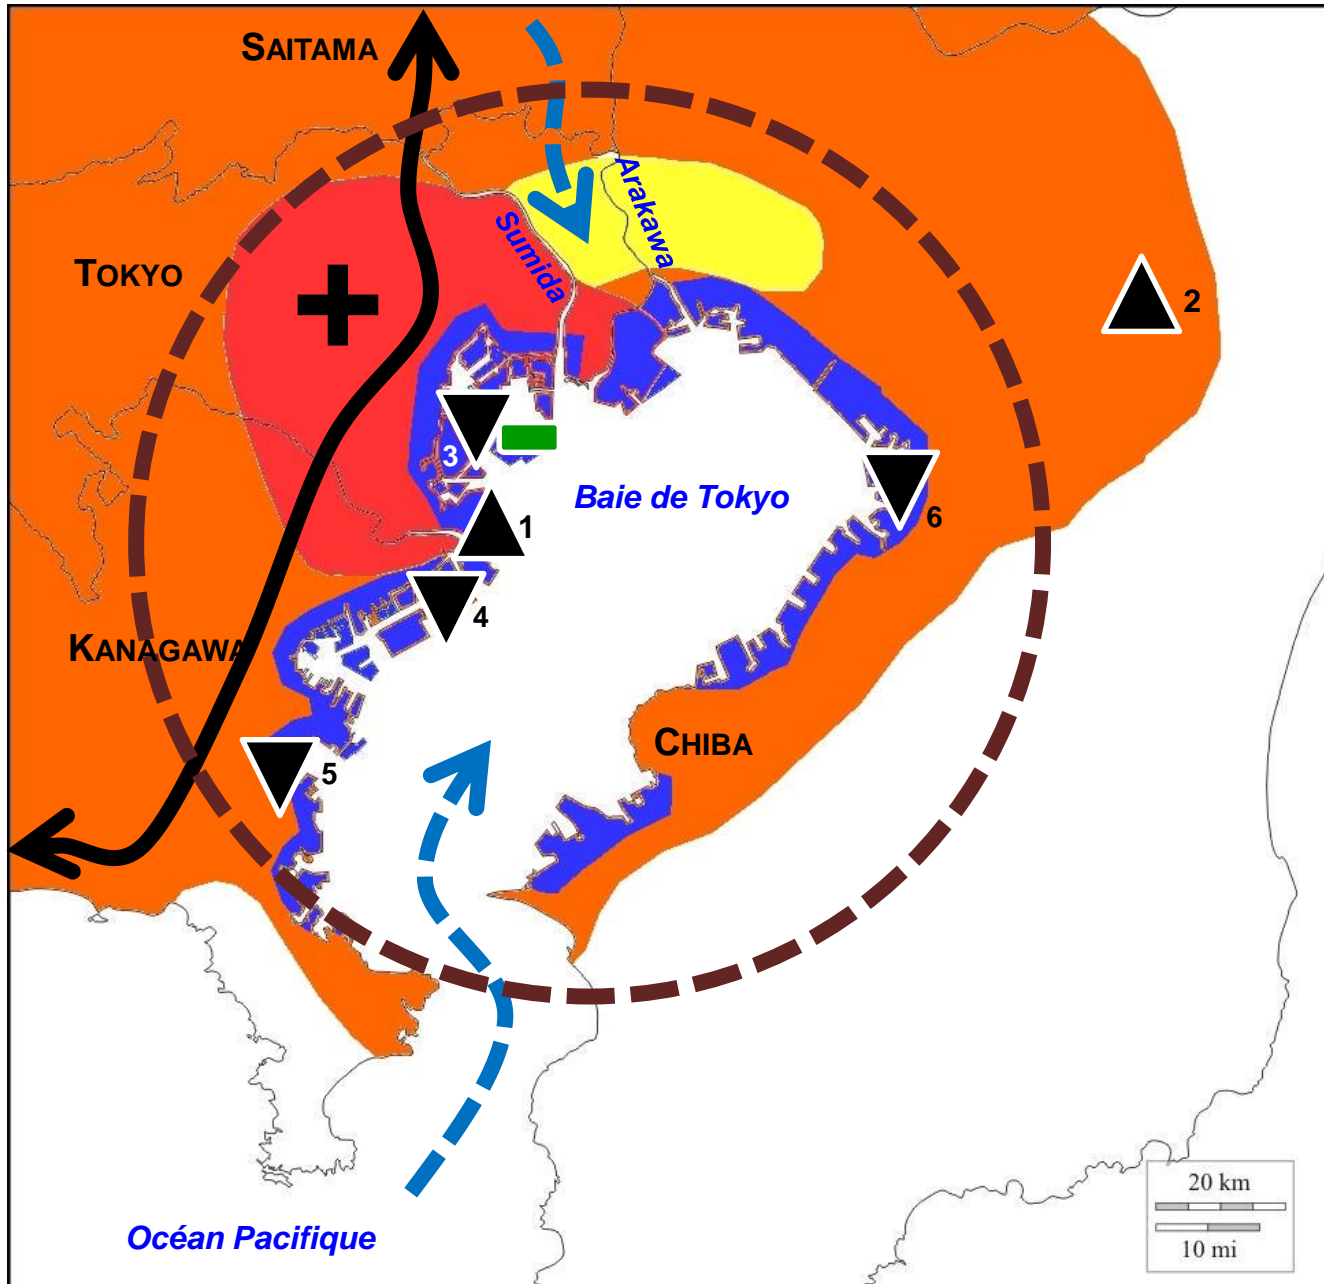 SAITAMA
Arakawa
Sumida
TOKYO
2
3
Baie de Tokyo
1
6
4
KANAGAWA
CHIBA
5
20 km
10 mi
Océan Pacifique